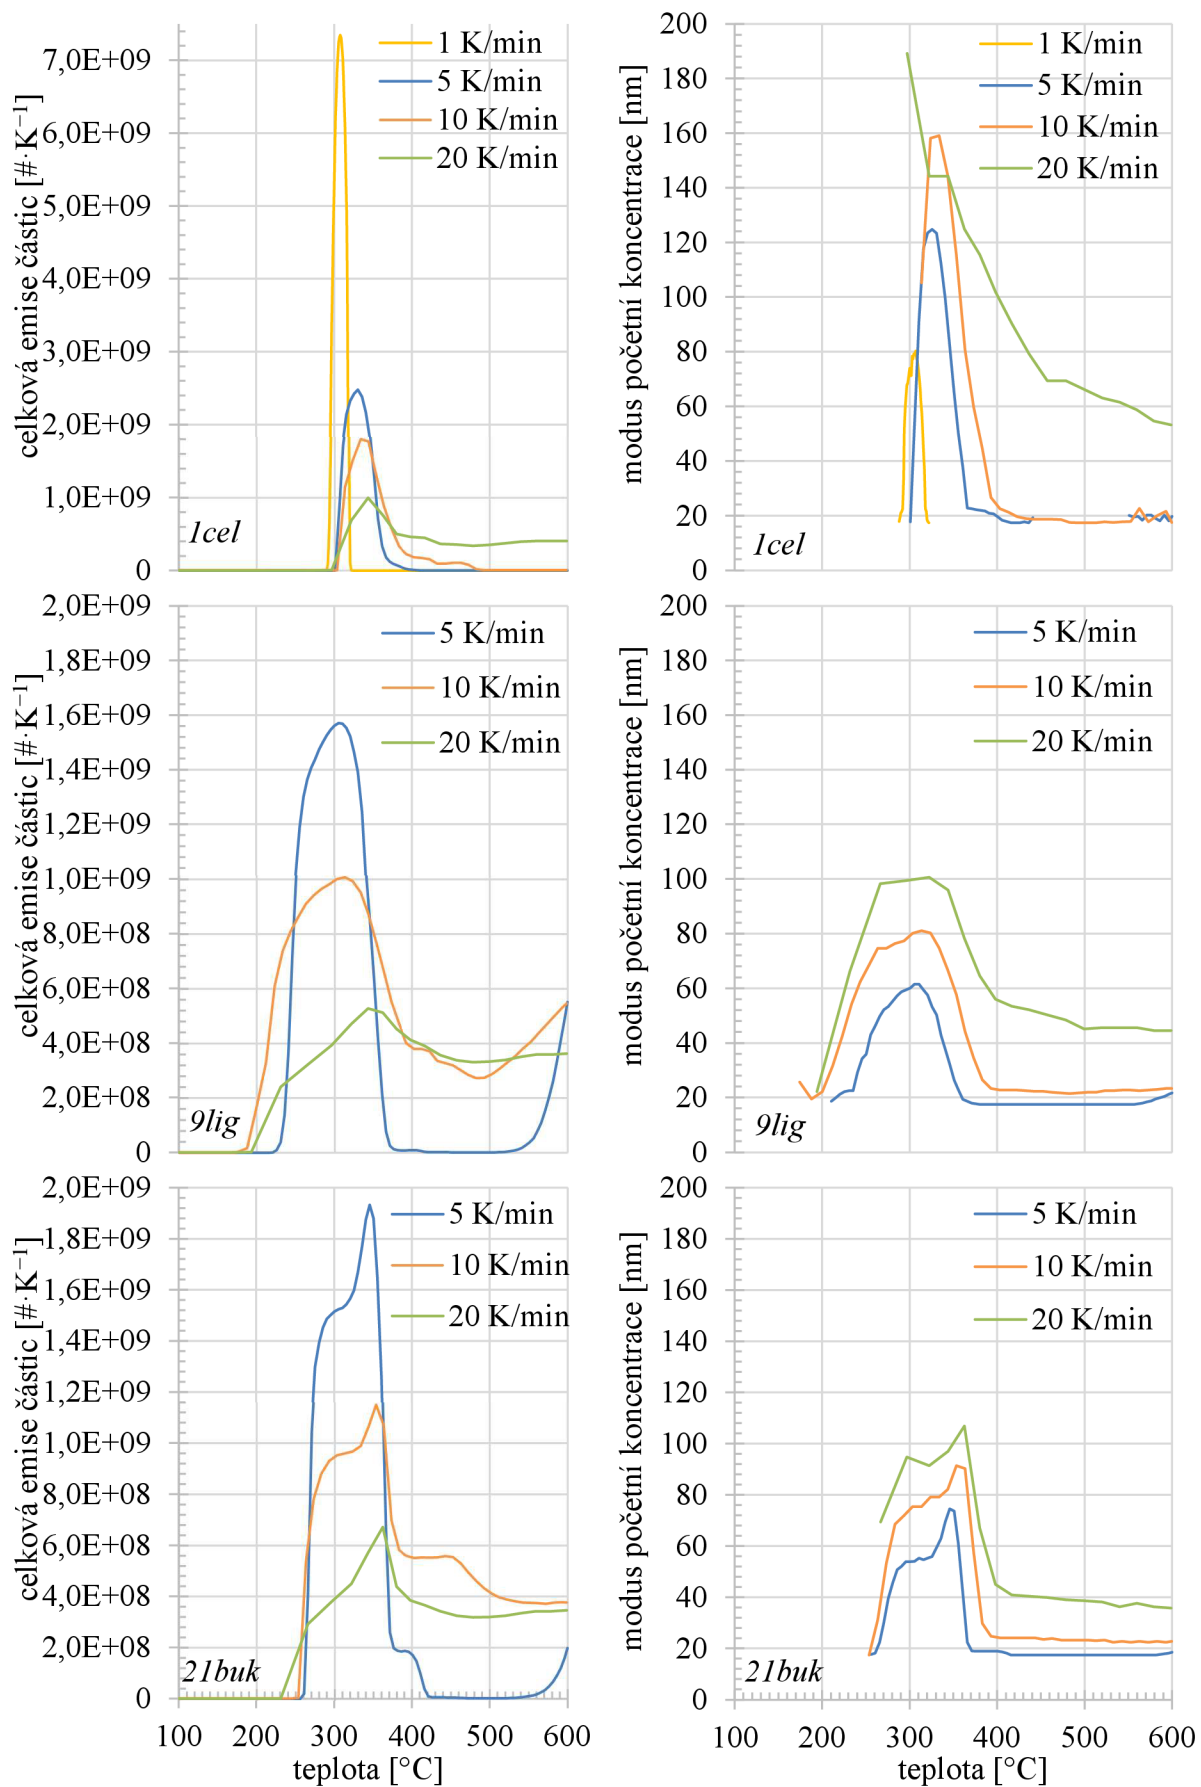 celková emise částic [#·K⁻¹]
7,0E+09
6,0E+09
5,0E+09
4,0E+09
3,0E+09
2,0E+09
1,0E+09
0
1 K/min
5 K/min
10 K/min
20 K/min
1cel
modus početní koncentrace [nm]
200
180
160
140
120
100
80
60
40
20
0
1 K/min
5 K/min
10 K/min
20 K/min
1cel
celková emise částic [#·K⁻¹]
2,0E+09
1,8E+09
1,6E+09
1,4E+09
1,2E+09
1,0E+09
8,0E+08
6,0E+08
4,0E+08
2,0E+08
0
5 K/min
10 K/min
20 K/min
9lig
modus početní koncentrace [nm]
200
180
160
140
120
100
80
60
40
20
0
5 K/min
10 K/min
20 K/min
9lig
100 200 300 400 500 600
celková emise částic [#·K⁻¹]
2,0E+09
1,8E+09
1,6E+09
1,4E+09
1,2E+09
1,0E+09
8,0E+08
6,0E+08
4,0E+08
2,0E+08
0
5 K/min
10 K/min
20 K/min
21buk
100 200 300 400 500 600
teplota [°C]
modus početní koncentrace [nm]
200
180
160
140
120
100
80
60
40
20
0
5 K/min
10 K/min
20 K/min
21buk
100 200 300 400 500 600
teplota [°C]